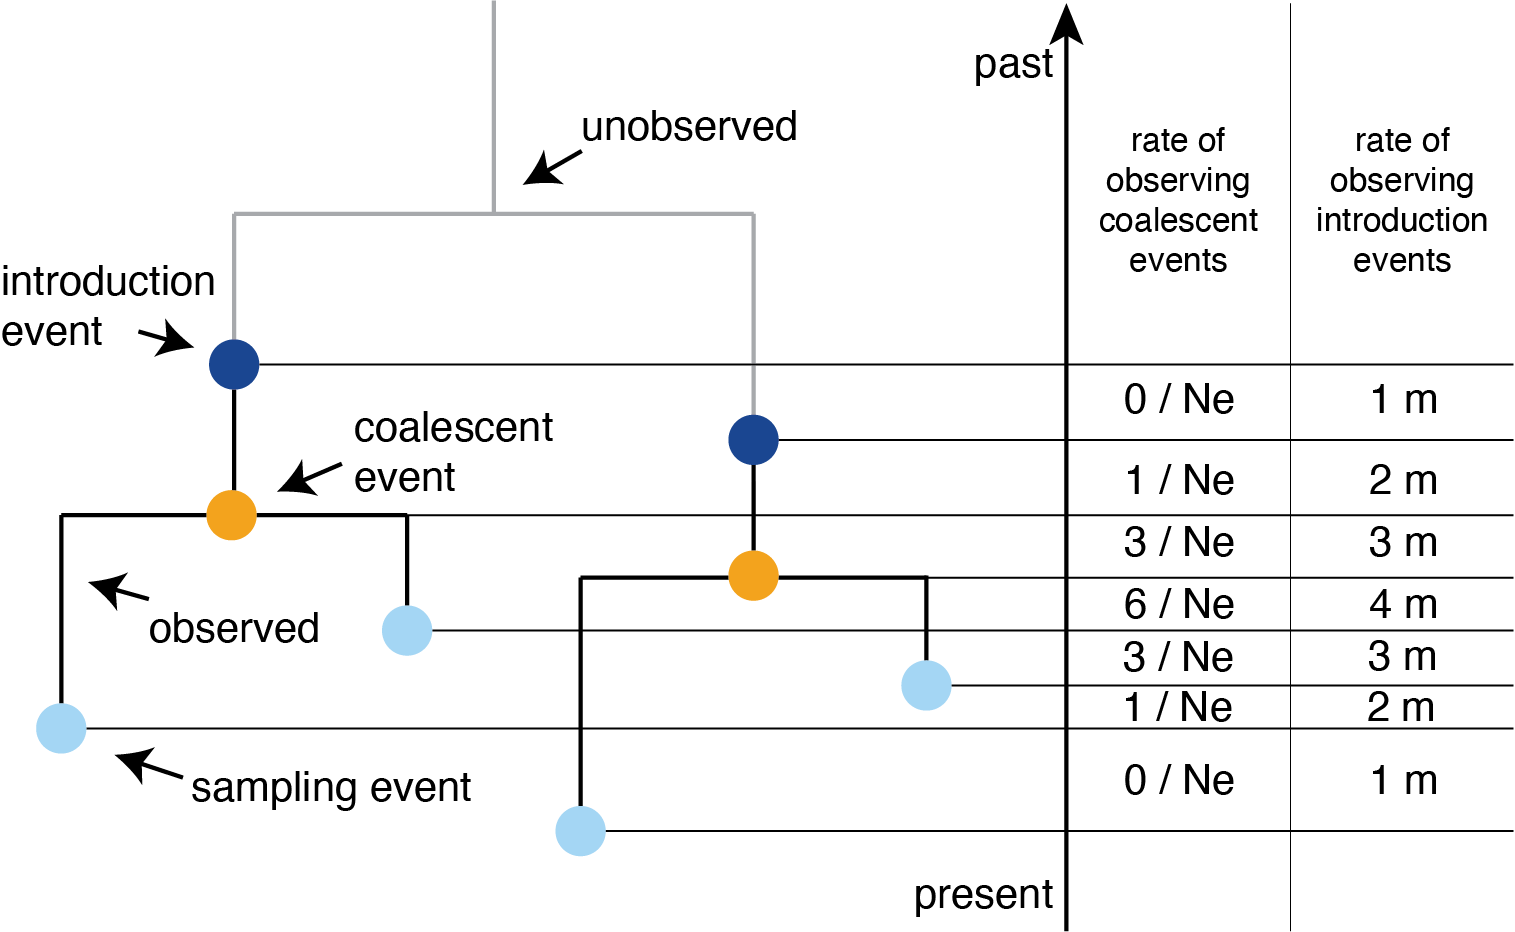 past
unobserved
rate of
observing
coalescent
events
rate of
observing
introduction
events
introduction
event
coalescent
event
0 / Ne
1 m
1 / Ne
2 m
3 / Ne
3 m
6 / Ne
4 m
observed
3 / Ne
3 m
1 / Ne
2 m
sampling event
0 / Ne
1 m
present